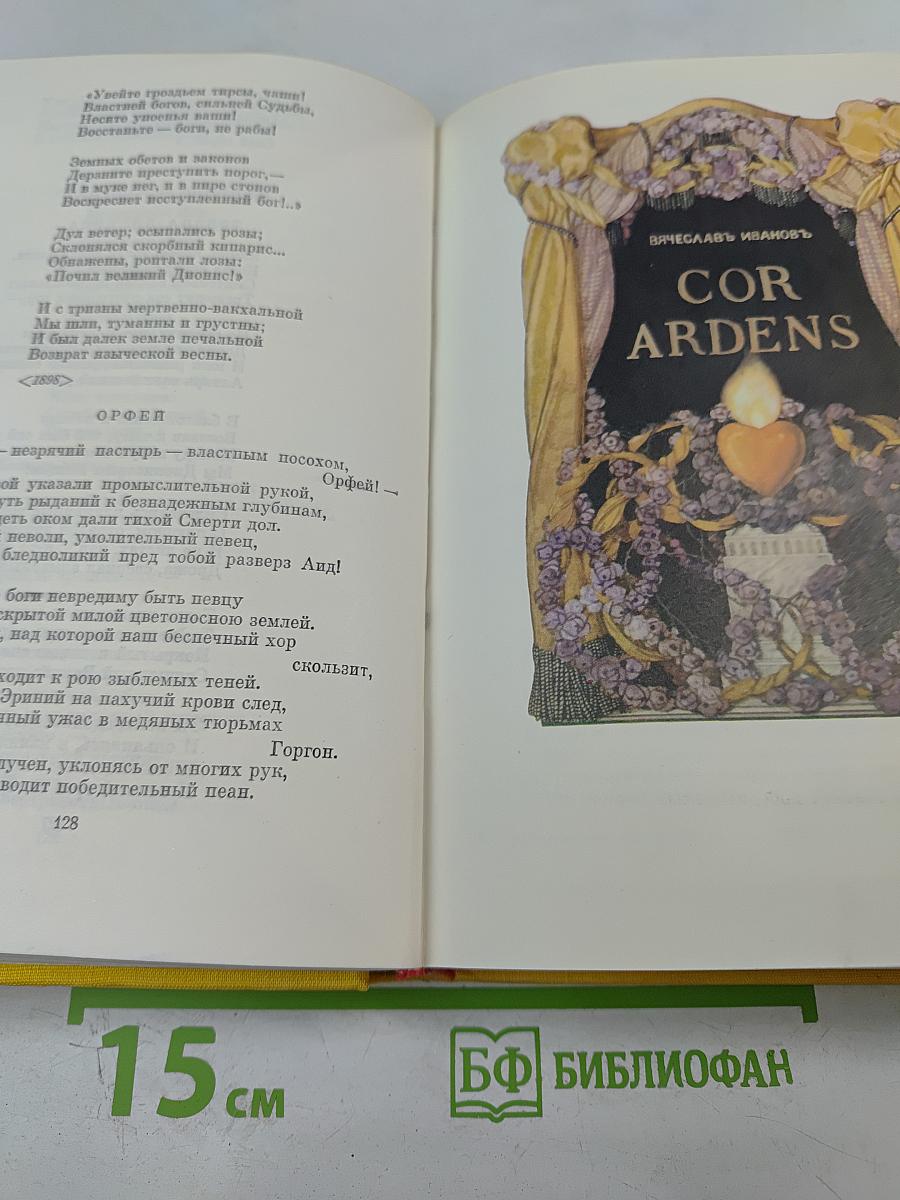 «Увейте гроздьем тирсы, чаши!
Властней богов, сильней Судьбы,
Несите упоенья ваши!
Восстаньте — боги, не рабы!
Земных обетов и законов
Дерзните преступить порог,—
И в муке нег, и в пире стонов
Воскреснет исступленный бог!..»
Дул ветер; осыпались розы;
Склонялся скорбный кипарис...
Обнажены, роптали лозы:
«Почил великий Дионис!»
И с тризны мертвенно-вакхальной
Мы шли, туманны и грустны;
И был далек земле печальной
Возврат языческой весны.
<1898>
ОРФЕЙ
— незрячий пастырь — властным посохом,
Орфей! —
ой указали промыслительной рукой,
уть рыданий к безнадежным глубинам,
деть оком дали тихой Смерти дол.
неволи, умолительный певец,
бледноликий пред тобой разверз Аид!
боги невредиму быть певцу
скрытой милой цветоносною землей.
, над которой наш беспечный хор
скользит,
ходит к рою зыблемых теней.
Эриний на пахучий крови след,
нный ужас в медяных тюрьмах
Горгон.
лучен, уклонясь от многих рук,
водит победительный пеан.
128
ВЯЧЕСЛАВЪ ИВАНОВЪ
COR
ARDENS
15 см
БФ БИБЛИОФАН